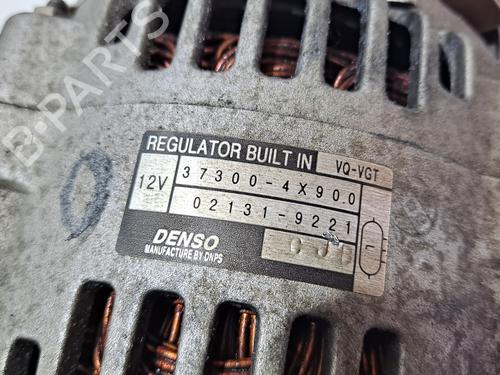 REGULATOR BUILT IN VQ-VGT
12V 37300-4X900
02131-9221
DENSO
MANUFACTURE BY DNPS
B-PARTS